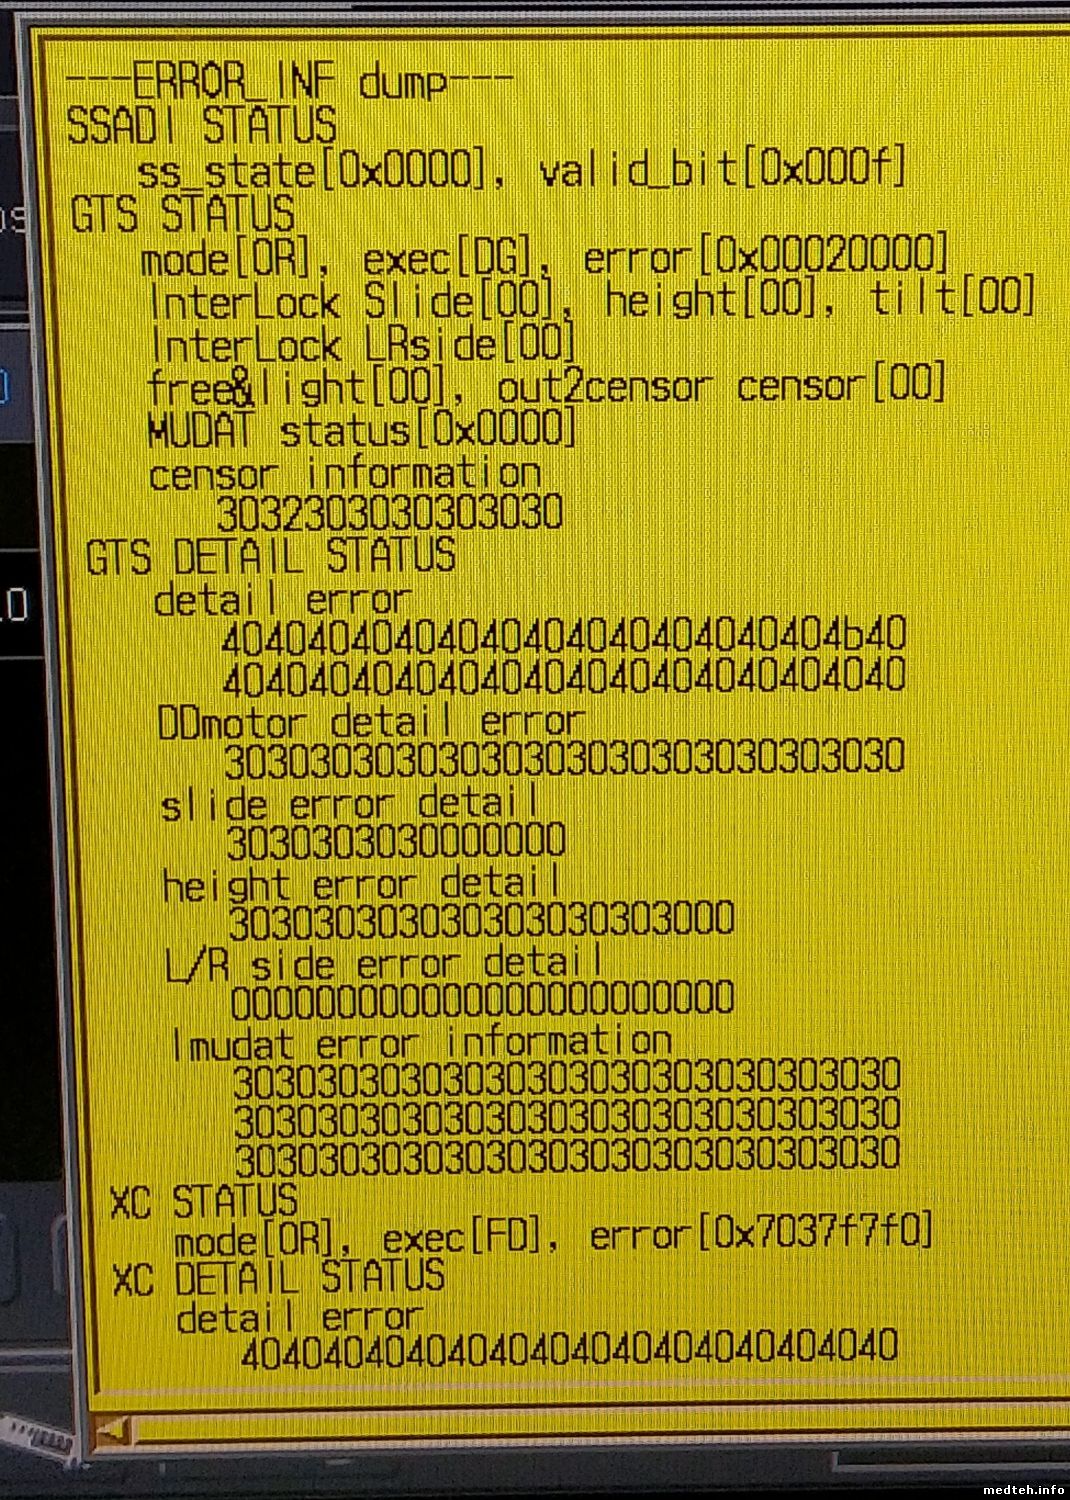 ---ERROR_INF dump---
SSADI STATUS
ss_state[0x0000], valid_bit[0x000f]
GTS STATUS
mode[OR], exec[DG], error[0x00020000]
InterLock Slide[00], height[00], tilt[00]
InterLock LRside[00]
free&light[00], out2censor censor[00]
MUDAT status[0x0000]
censor information
3032303030303030
GTS DETAIL STATUS
detail error
40404040404040404040404040404b40
40404040404040404040404040404040
DDmotor detail error
30303030303030303030303030303030
slide error detail
3030303030000000
height error detail
303030303030303030303000
L/R side error detail
000000000000000000000000
Imudat error information
30303030303030303030303030303030
30303030303030303030303030303030
30303030303030303030303030303030
XC STATUS
mode[OR], exec[FD], error[0x7037f7f0]
XC DETAIL STATUS
detail error
40404040404040404040404040404040
medteh.info